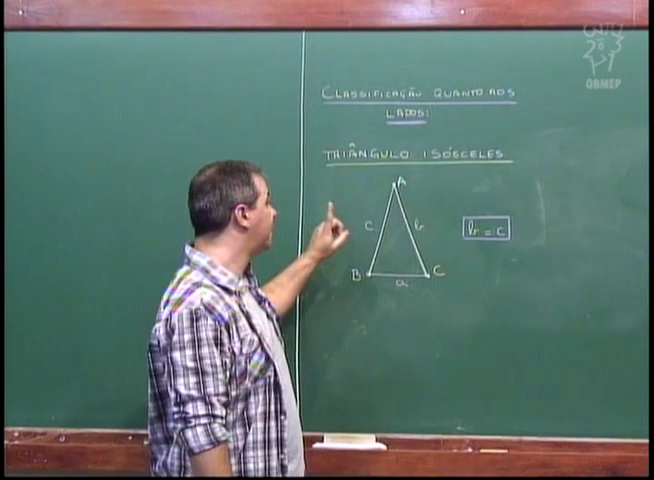 OBMEP
CLASSIFICAÇÃO QUANTO AOS
LADOS:
TRIÂNGULO ISÓSCELES
A
c
b
b = c
B
C
a